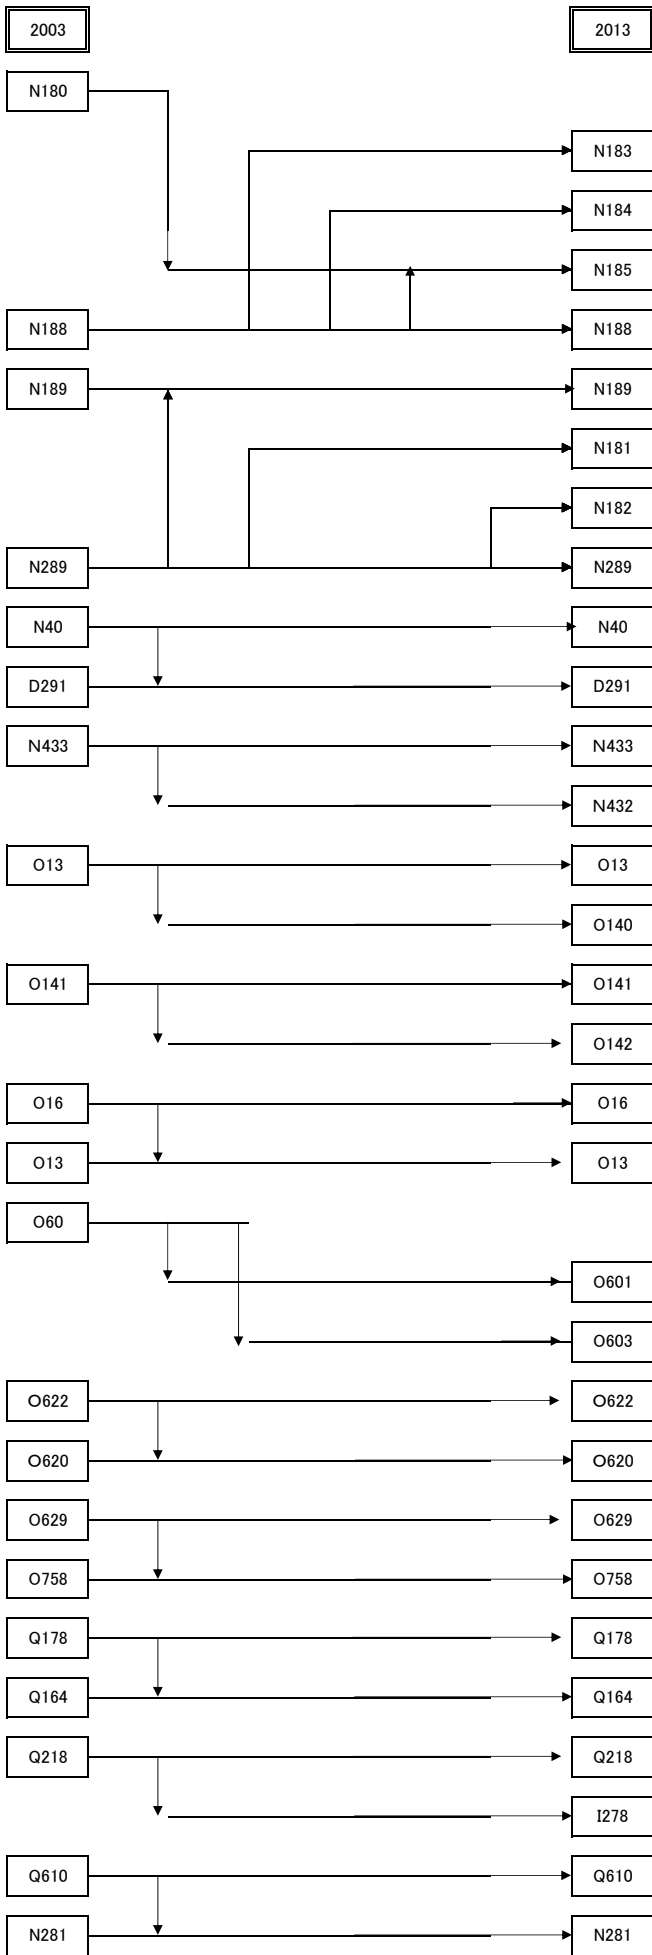 2003 2013
N180
N183
N184
N185
N188 N188
N189 N189
N181
N182
N289 N289
N40 N40
D291 D291
N433 N433
N432
O13 O13
O140
O141 O141
O142
O16 O16
O13 O13
O60
O601
O603
O622 O622
O620 O620
O629 O629
O758 O758
Q178 Q178
Q164 Q164
Q218 Q218
I278
Q610 Q610
N281 N281